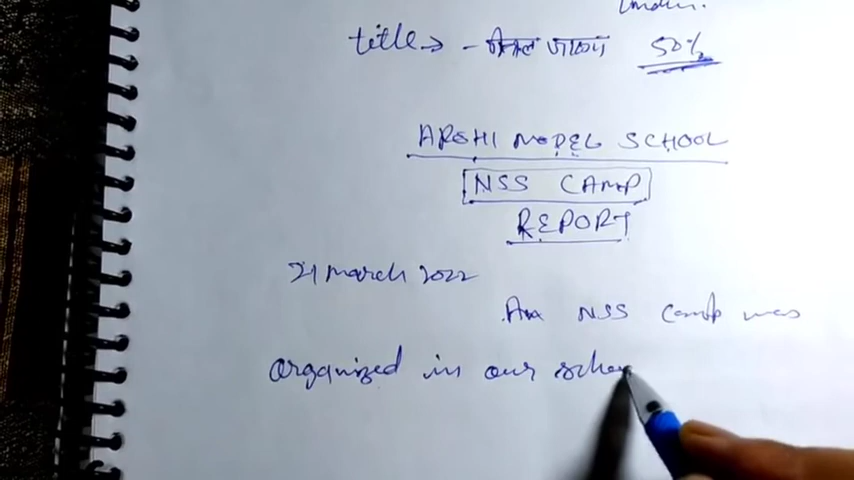 title → - 50%
ARSHI MODEL SCHOOL
NSS CAMP
REPORT
21 March 2022
An NSS Camp was
organized in our schoo